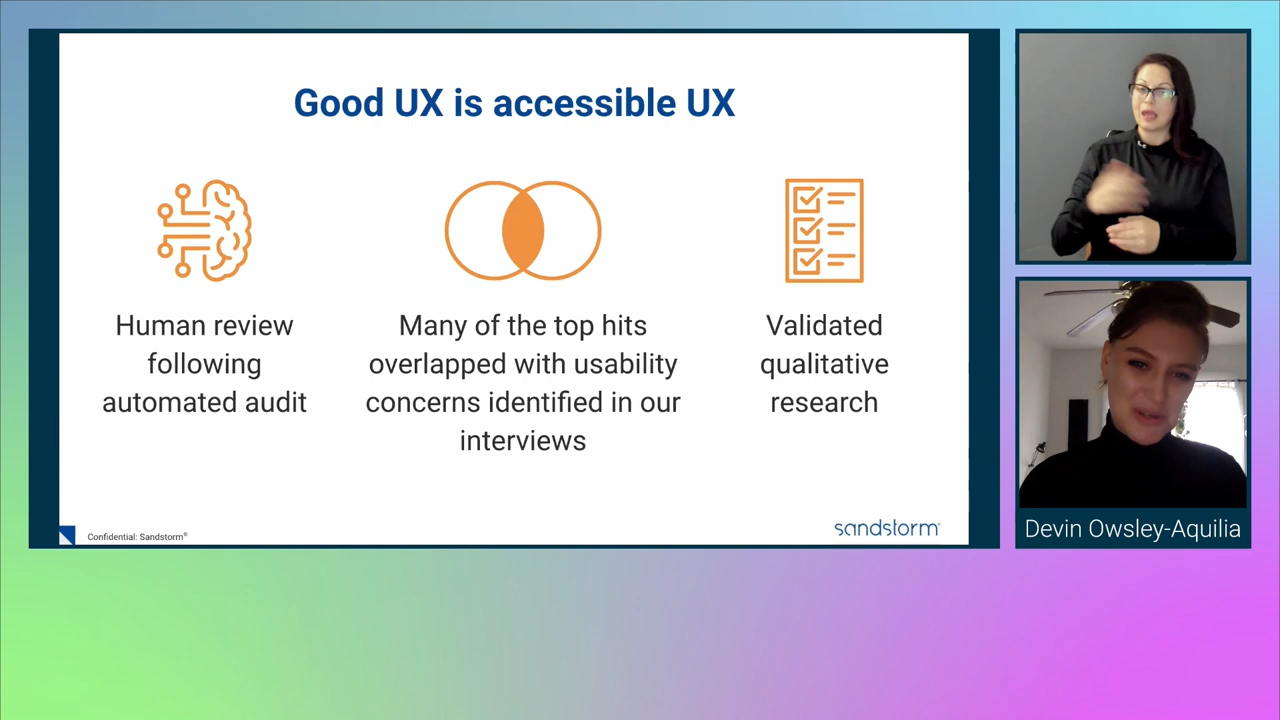 Good UX is accessible UX
Human review
following
automated audit
Many of the top hits
overlapped with usability
concerns identified in our
interviews
Validated
qualitative
research
Confidential: Sandstorm®
sandstorm®
Devin Owsley-Aquilia